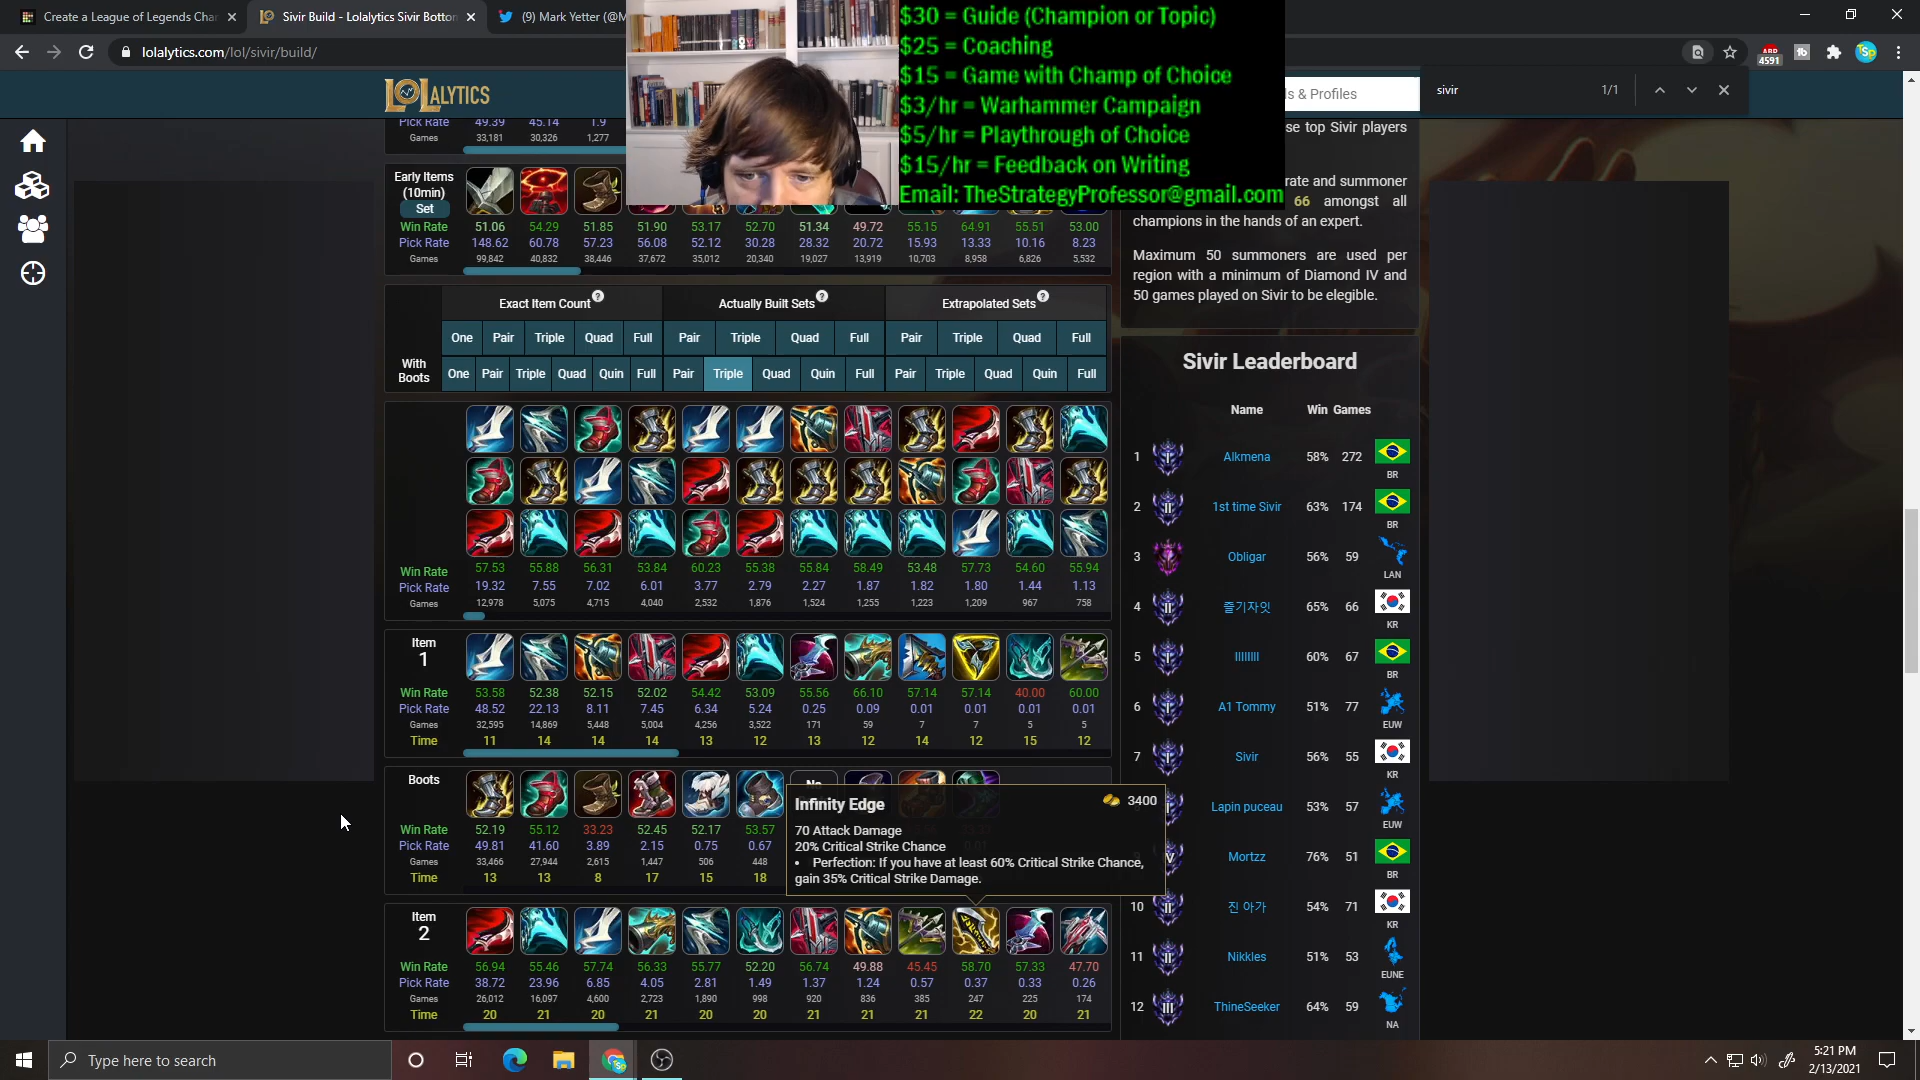 Create a League of Legends Cha
Sivir Build - Lolalytics Sivir Bottom
(9) Mark Yetter (@M
lolalytics.com/lol/sivir/build/
4591
$30 = Guide (Champion or Topic)
$25 = Coaching
$15 = Game with Champ of Choice
$3/hr = Warhammer Campaign
$5/hr = Playthrough of Choice
$15/hr = Feedback on Writing
Email: TheStrategyProfessor@gmail.com
sivir
1/1
LOLALYTICS
ls & Profiles
Pick Rate 49.39 45.14 1.9
Games 33,181 30,326 1,277
Early Items
(10min)
Set
Win Rate 51.06 54.29 51.85 51.90 53.17 52.70 51.34 49.72 55.15 64.91 55.51 53.00
Pick Rate 148.62 60.78 57.23 56.08 52.12 30.28 28.32 20.72 15.93 13.33 10.16 8.23
Games 99,842 40,832 38,446 37,672 35,012 20,340 19,027 13,919 10,703 8,958 6,826 5,532
Exact Item Count Actually Built Sets Extrapolated Sets
One Pair Triple Quad Full Pair Triple Quad Full Pair Triple Quad Full
With
Boots
One Pair Triple Quad Quin Full Pair Triple Quad Quin Full Pair Triple Quad Quin Full
Win Rate 57.53 55.88 56.31 53.84 60.23 55.38 55.84 58.49 53.48 57.73 54.60 55.94
Pick Rate 19.32 7.55 7.02 6.01 3.77 2.79 2.27 1.87 1.82 1.80 1.44 1.13
Games 12,978 5,075 4,715 4,040 2,532 1,876 1,524 1,255 1,223 1,209 967 758
Item
1
Win Rate 53.58 52.38 52.15 52.02 54.42 53.09 55.56 66.10 57.14 57.14 40.00 60.00
Pick Rate 48.52 22.13 8.11 7.45 6.34 5.24 0.25 0.09 0.01 0.01 0.01 0.01
Games 32,595 14,869 5,448 5,004 4,256 3,522 171 59 7 7 5 5
Time 11 14 14 14 13 12 13 12 14 12 15 12
Boots
Win Rate 52.19 55.12 33.23 52.45 52.17 53.57
Pick Rate 49.81 41.60 3.89 2.15 0.75 0.67
Games 33,466 27,944 2,615 1,447 506 448
Time 13 13 8 17 15 18
Infinity Edge 3400
70 Attack Damage
20% Critical Strike Chance
• Perfection: If you have at least 60% Critical Strike Chance,
gain 35% Critical Strike Damage.
Item
2
Win Rate 56.94 55.46 57.74 56.33 55.77 52.20 56.74 49.88 45.45 58.70 57.33 47.70
Pick Rate 38.72 23.96 6.85 4.05 2.81 1.49 1.37 1.24 0.57 0.37 0.33 0.26
Games 26,012 16,097 4,600 2,723 1,890 998 920 836 385 247 225 174
Time 20 21 20 21 20 20 21 21 21 22 20 21
se top Sivir players
rate and summoner
66 amongst all
champions in the hands of an expert.
Maximum 50 summoners are used per
region with a minimum of Diamond IV and
50 games played on Sivir to be elegible.
Sivir Leaderboard
Name Win Games
1 Alkmena 58% 272 BR
2 1st time Sivir 63% 174 BR
3 Obligar 56% 59 LAN
4 즐기자잇 65% 66 KR
5 IIIIIIII 60% 67 BR
6 A1 Tommy 51% 77 EUW
7 Sivir 56% 55 KR
Lapin puceau 53% 57 EUW
Mortzz 76% 51 BR
10 진 아가 54% 71 KR
11 Nikkles 51% 53 EUNE
12 ThineSeeker 64% 59 NA
Type here to search
5:21 PM
2/13/2021